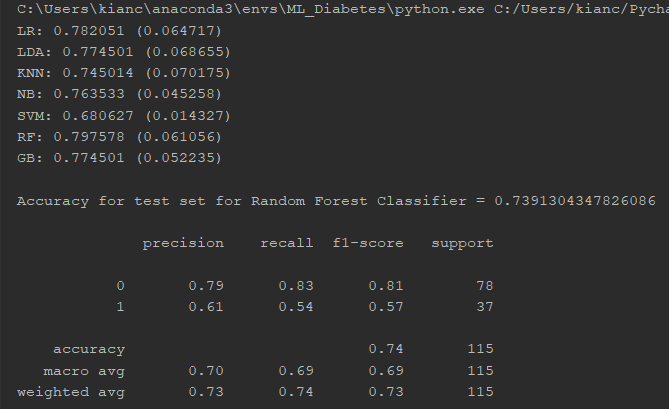 C:\Users\kianc\anaconda3\envs\ML_Diabetes\python.exe C:/Users/kianc/Pycha
LR: 0.782051 (0.064717)
LDA: 0.774501 (0.068655)
KNN: 0.745014 (0.070175)
NB: 0.763533 (0.045258)
SVM: 0.680627 (0.014327)
RF: 0.797578 (0.061056)
GB: 0.774501 (0.052235)
Accuracy for test set for Random Forest Classifier = 0.7391304347826086
precision recall f1-score support
0 0.79 0.83 0.81 78
1 0.61 0.54 0.57 37
accuracy 0.74 115
macro avg 0.70 0.69 0.69 115
weighted avg 0.73 0.74 0.73 115